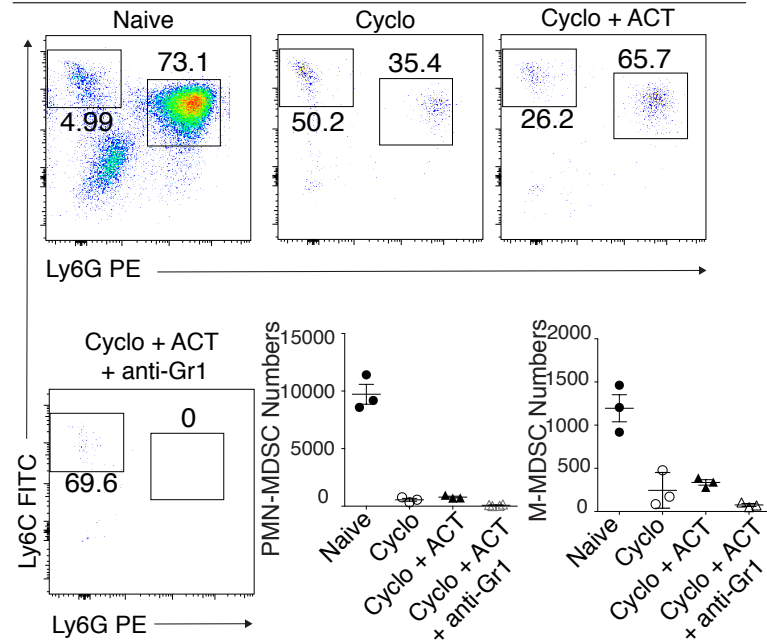 Naive
Cyclo
Cyclo + ACT
73.1
4.99
35.4
50.2
65.7
26.2
Ly6G PE
Ly6C FITC
Cyclo + ACT
+ anti-Gr1
0
69.6
Ly6G PE
PMN-MDSC Numbers
15000
10000
5000
0
Naive
Cyclo
Cyclo + ACT
Cyclo + ACT
+ anti-Gr1
M-MDSC Numbers
2000
1500
1000
500
0
Naive
Cyclo
Cyclo + ACT
Cyclo + ACT
+ anti-Gr1